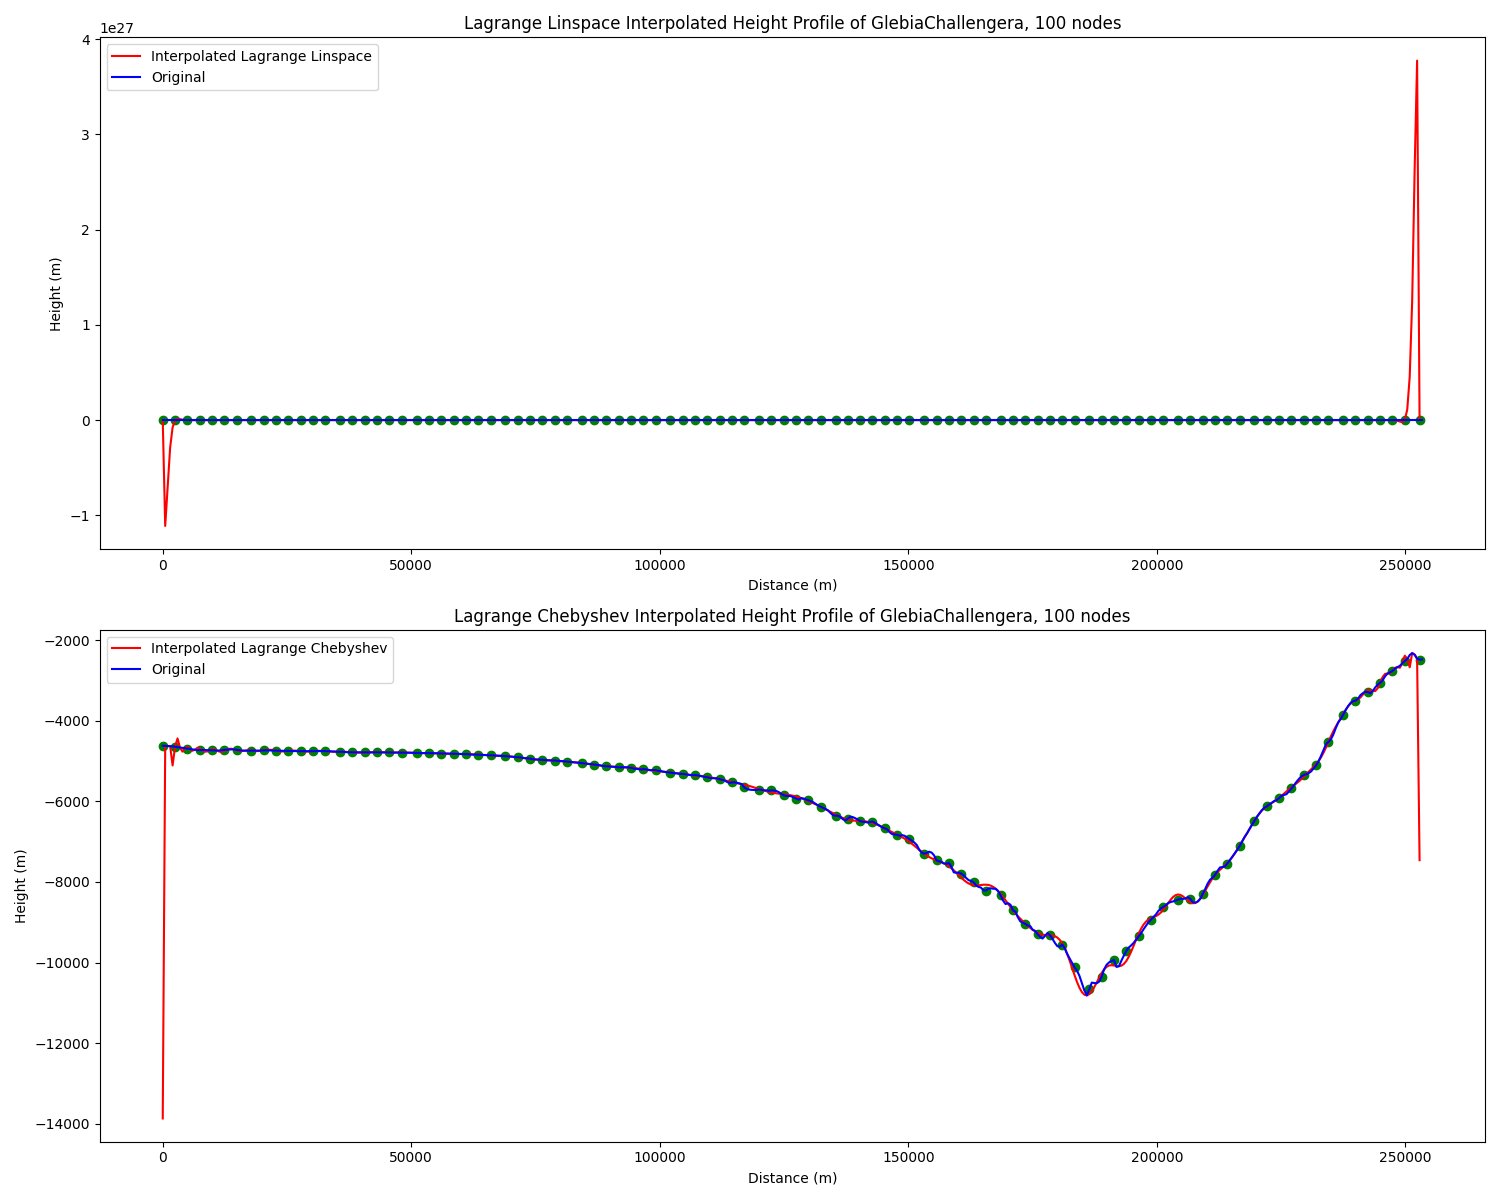 Lagrange Linspace Interpolated Height Profile of GlebiaChallengera, 100 nodes
1e27
4
3
2
1
0
−1
Height (m)
Interpolated Lagrange Linspace
Original
0 50000 100000 150000 200000 250000
Distance (m)
Lagrange Chebyshev Interpolated Height Profile of GlebiaChallengera, 100 nodes
−2000
−4000
−6000
−8000
−10000
−12000
−14000
Height (m)
Interpolated Lagrange Chebyshev
Original
0 50000 100000 150000 200000 250000
Distance (m)